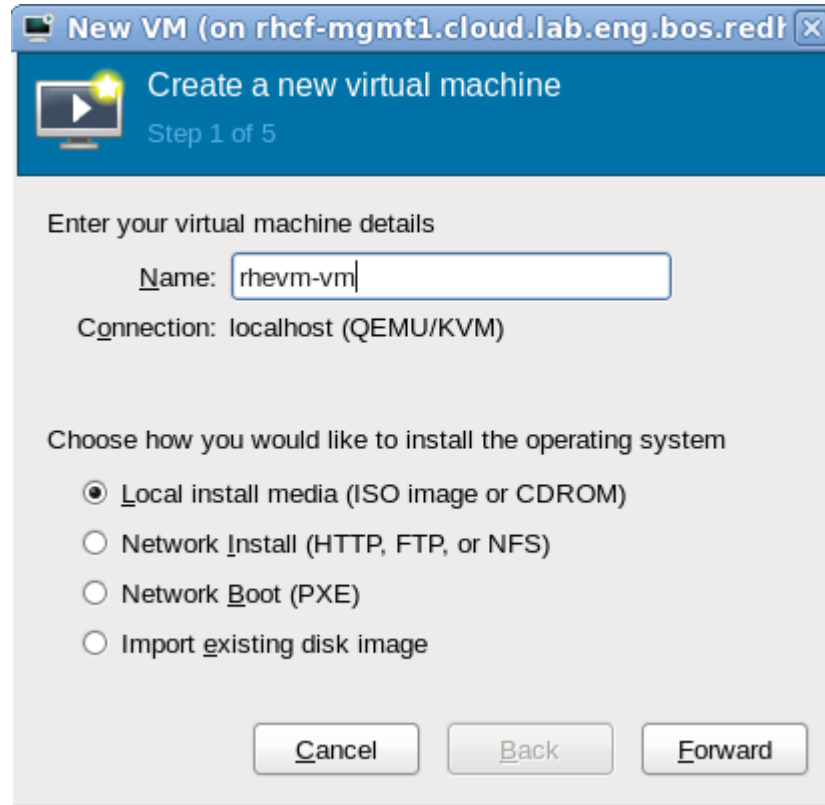 New VM (on rhcf-mgmt1.cloud.lab.eng.bos.redh
Create a new virtual machine
Step 1 of 5
Enter your virtual machine details
Name: rhevm-vm
Connection: localhost (QEMU/KVM)
Choose how you would like to install the operating system
Local install media (ISO image or CDROM)
Network Install (HTTP, FTP, or NFS)
Network Boot (PXE)
Import existing disk image
Cancel Back Forward